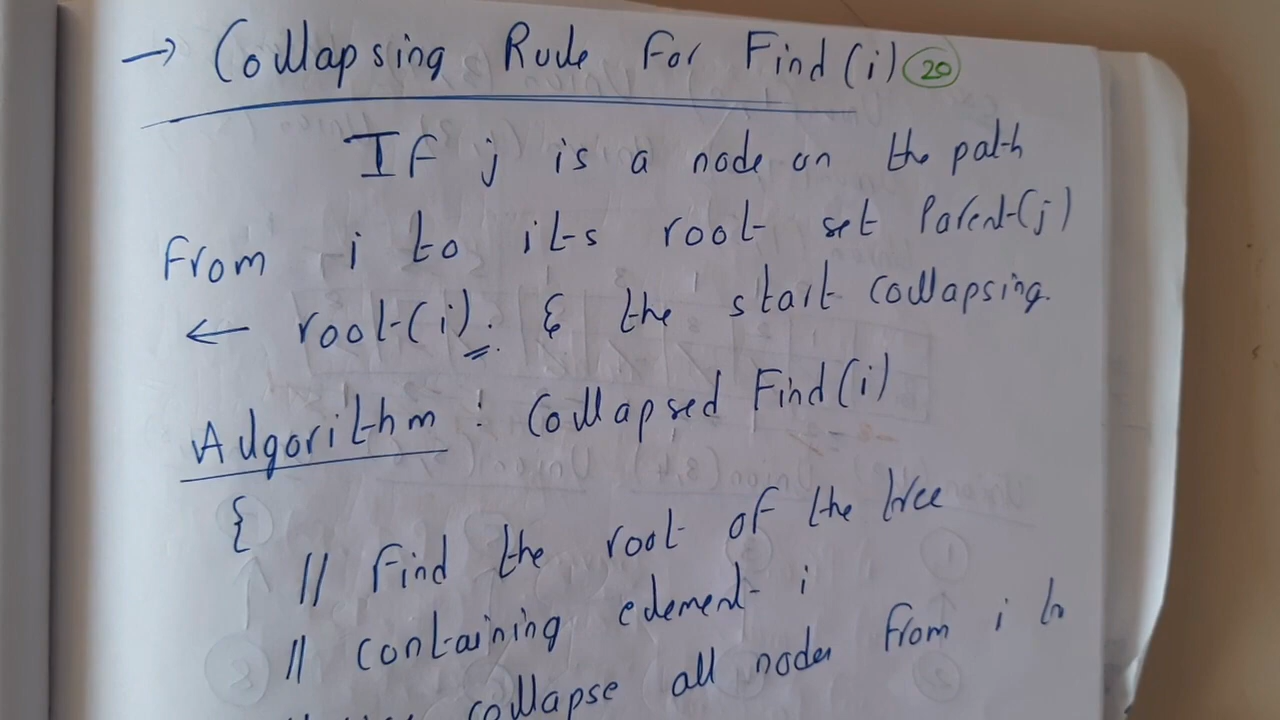 → Collapsing Rule For Find (i) 20
If j is a node on the path
From i to its root set Parent(j)
← root(i). & the start collapsing.
Algorithm : Collapsed Find(i)
{
// Find the root of the tree
// containing element i
collapse all nodes from i to